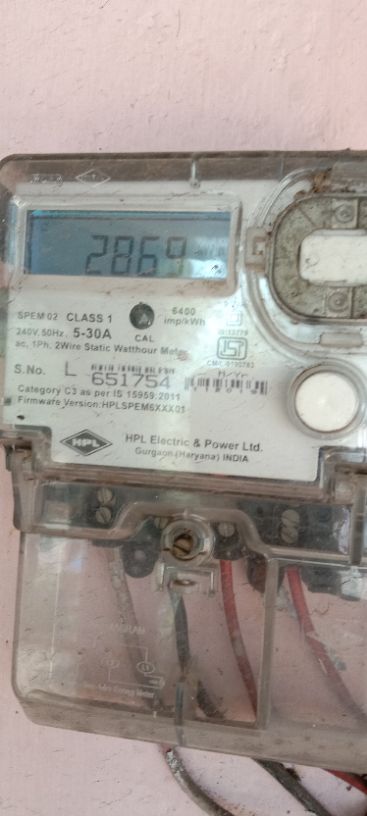 2869
SPEM 02 CLASS 1
6400
imp/kWh
240V, 50Hz, 5-30A
CAL
ac, 1Ph. 2Wire Static Watthour Meter
S.No. L 651754
Category C3 as per IS 15959:2011
Firmware Version:HPLSPEM6XXX01
HPL
HPL Electric & Power Ltd.
Gurgaon (Haryana) INDIA